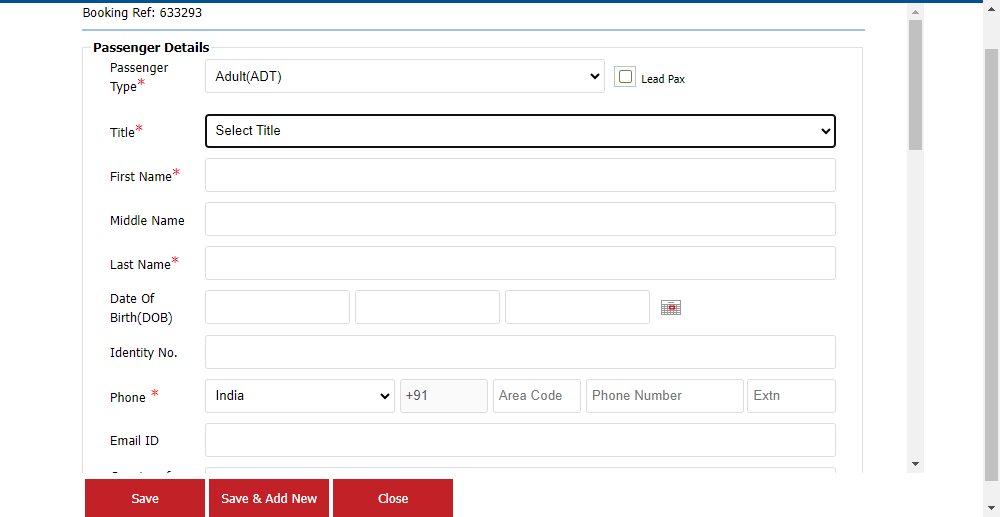 Booking Ref: 633293
Passenger Details
Passenger
Type*
Adult(ADT)
Lead Pax
Title*
Select Title
First Name*
Middle Name
Last Name*
Date Of
Birth(DOB)
Identity No.
Phone *
India
+91
Area Code
Phone Number
Extn
Email ID
Save
Save & Add New
Close